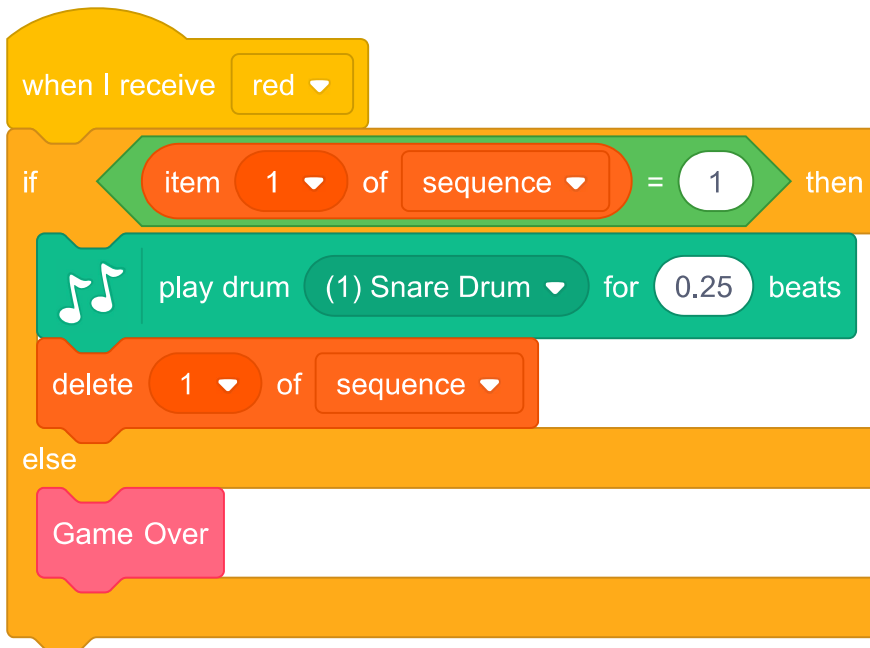 when I receive red
if item 1 of sequence = 1 then
play drum (1) Snare Drum for 0.25 beats
delete 1 of sequence
else
Game Over